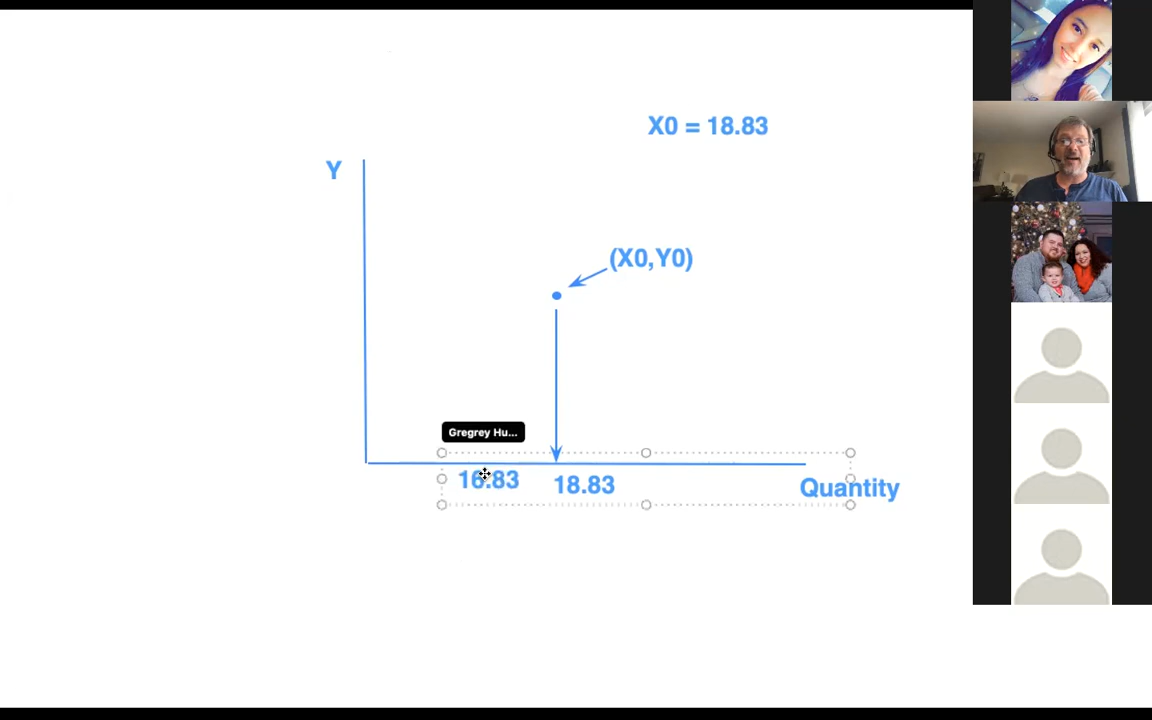 X0 = 18.83
Y
(X0,Y0)
Gregrey Hu...
16.83
18.83
Quantity